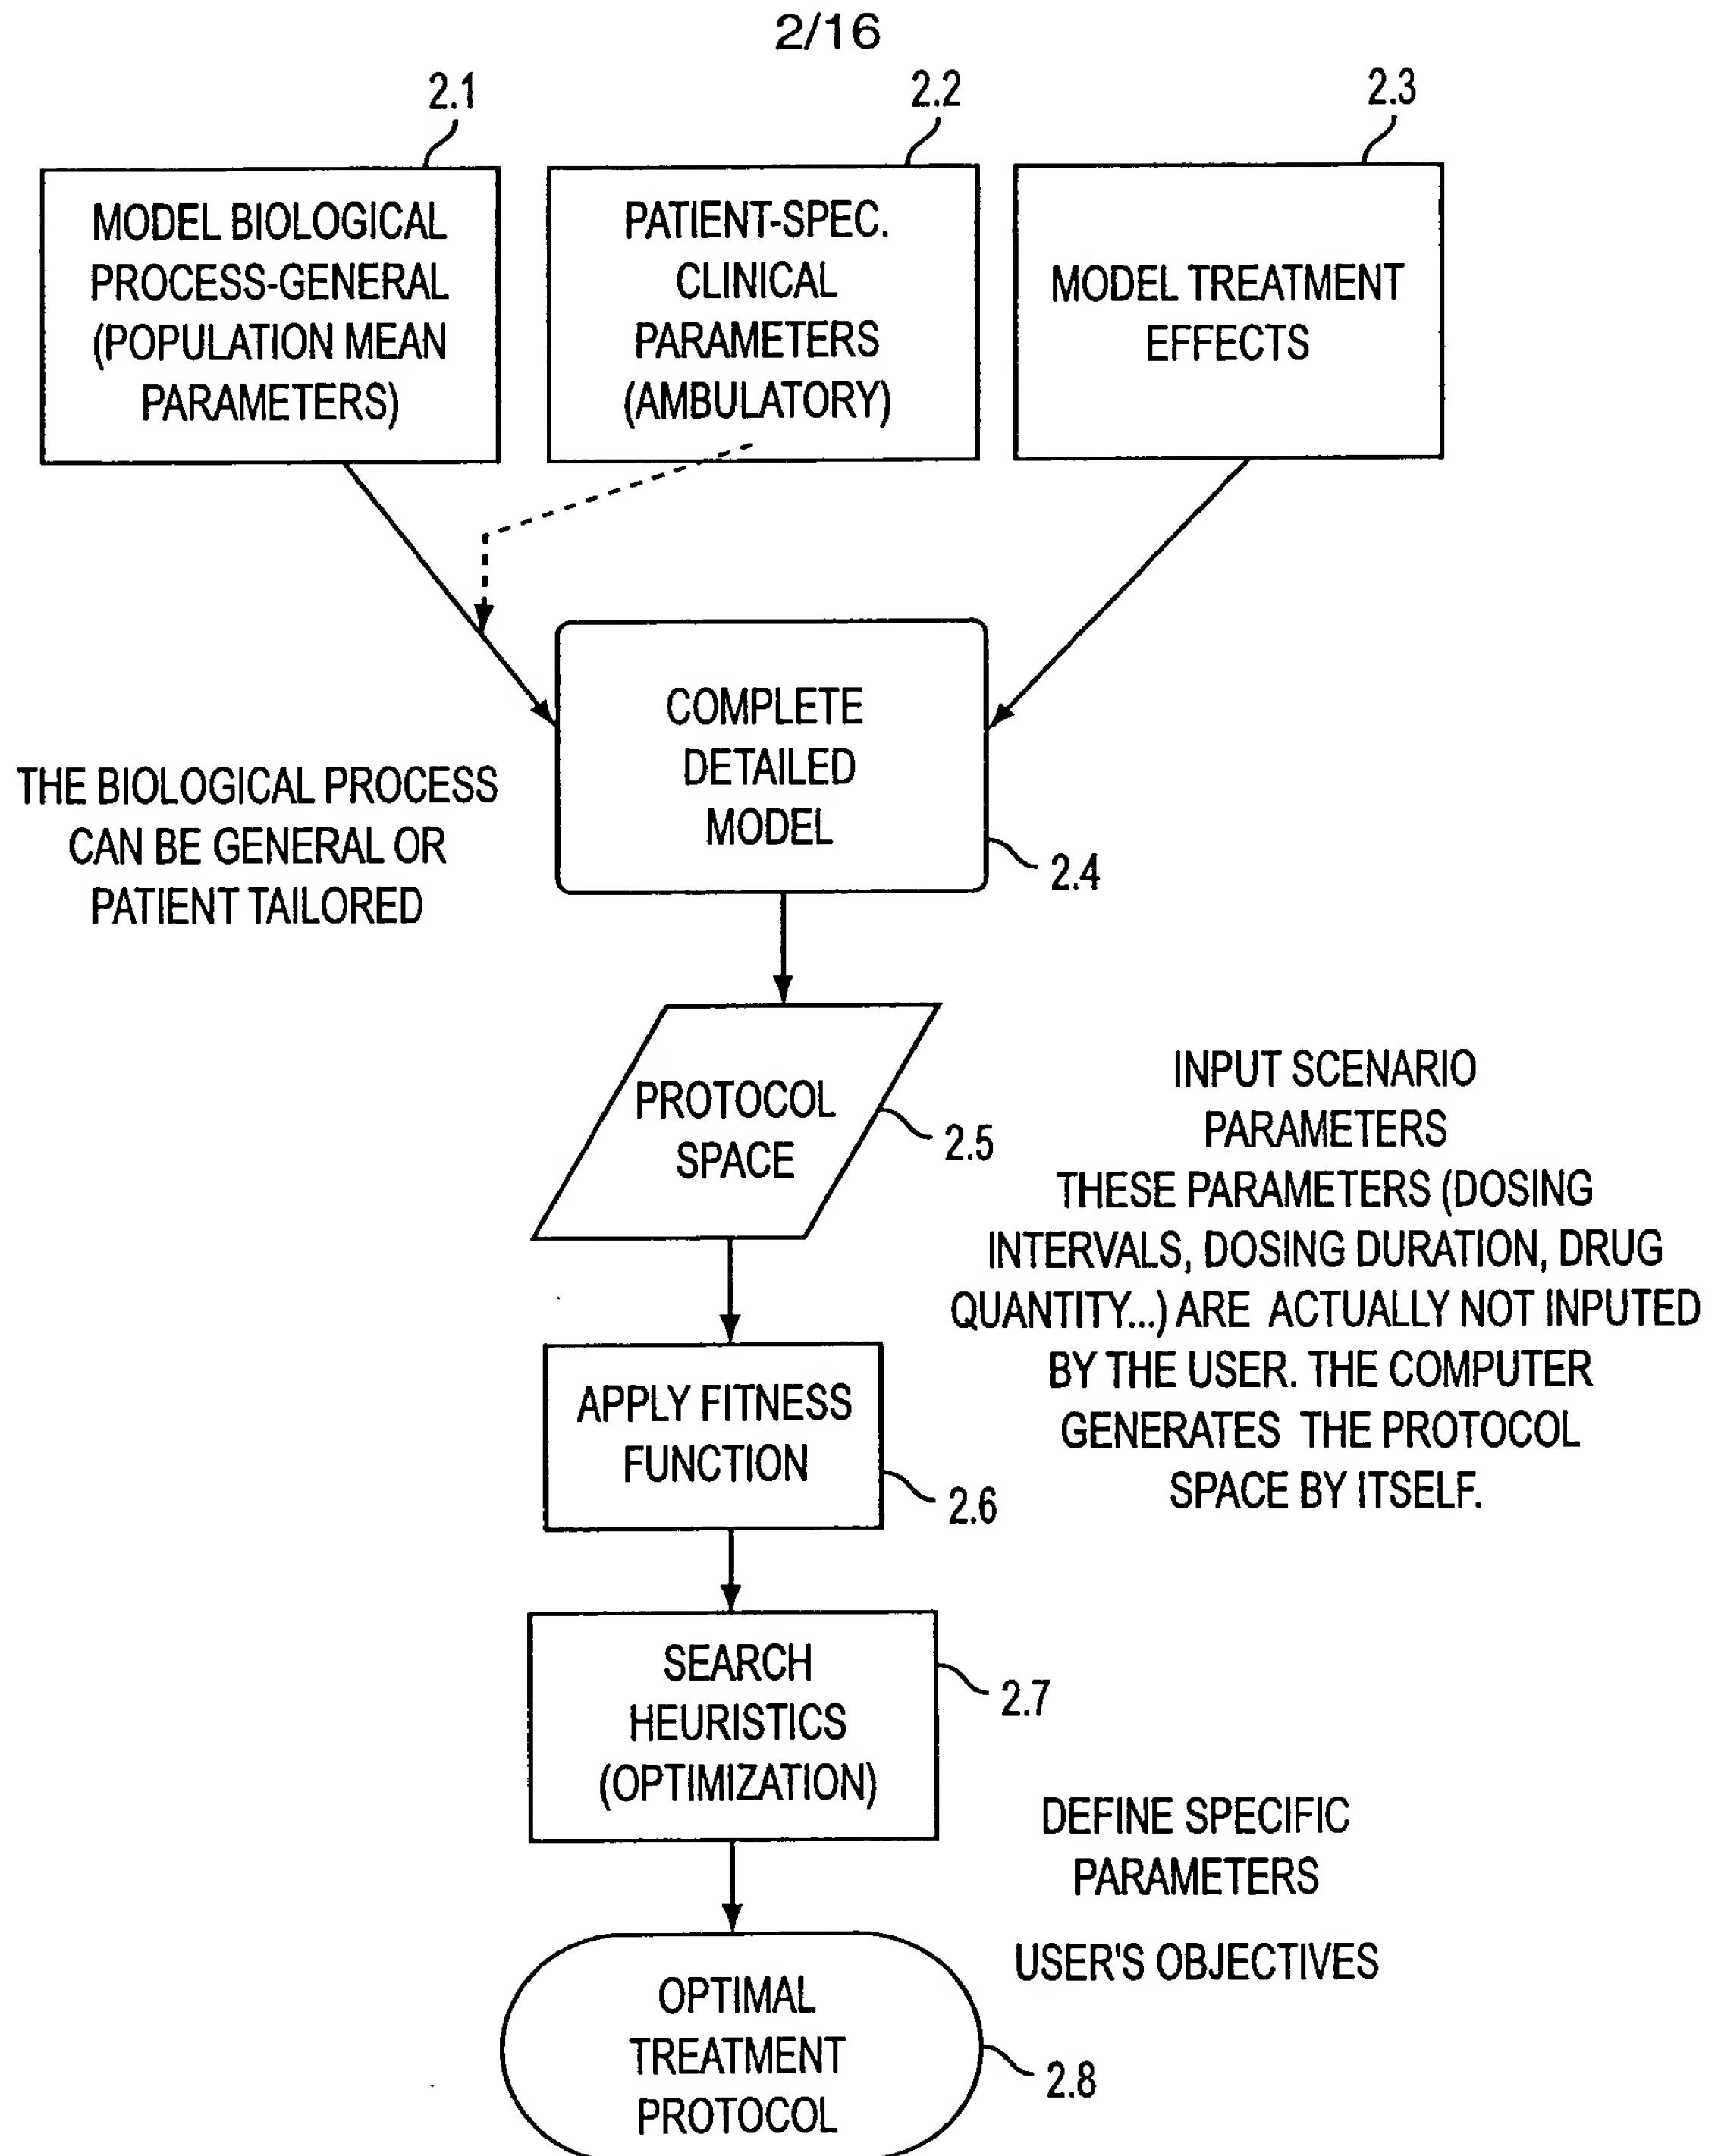 2/16
2.1
2.2
2.3
MODEL BIOLOGICAL
PROCESS-GENERAL
(POPULATION MEAN
PARAMETERS)
PATIENT-SPEC.
CLINICAL
PARAMETERS
(AMBULATORY)
MODEL TREATMENT
EFFECTS
COMPLETE
DETAILED
MODEL
2.4
THE BIOLOGICAL PROCESS
CAN BE GENERAL OR
PATIENT TAILORED
PROTOCOL
SPACE
2.5
INPUT SCENARIO
PARAMETERS
THESE PARAMETERS (DOSING
INTERVALS, DOSING DURATION, DRUG
QUANTITY...) ARE ACTUALLY NOT INPUTED
BY THE USER. THE COMPUTER
GENERATES THE PROTOCOL
SPACE BY ITSELF.
APPLY FITNESS
FUNCTION
2.6
SEARCH
HEURISTICS
(OPTIMIZATION)
2.7
DEFINE SPECIFIC
PARAMETERS
USER'S OBJECTIVES
OPTIMAL
TREATMENT
PROTOCOL
2.8